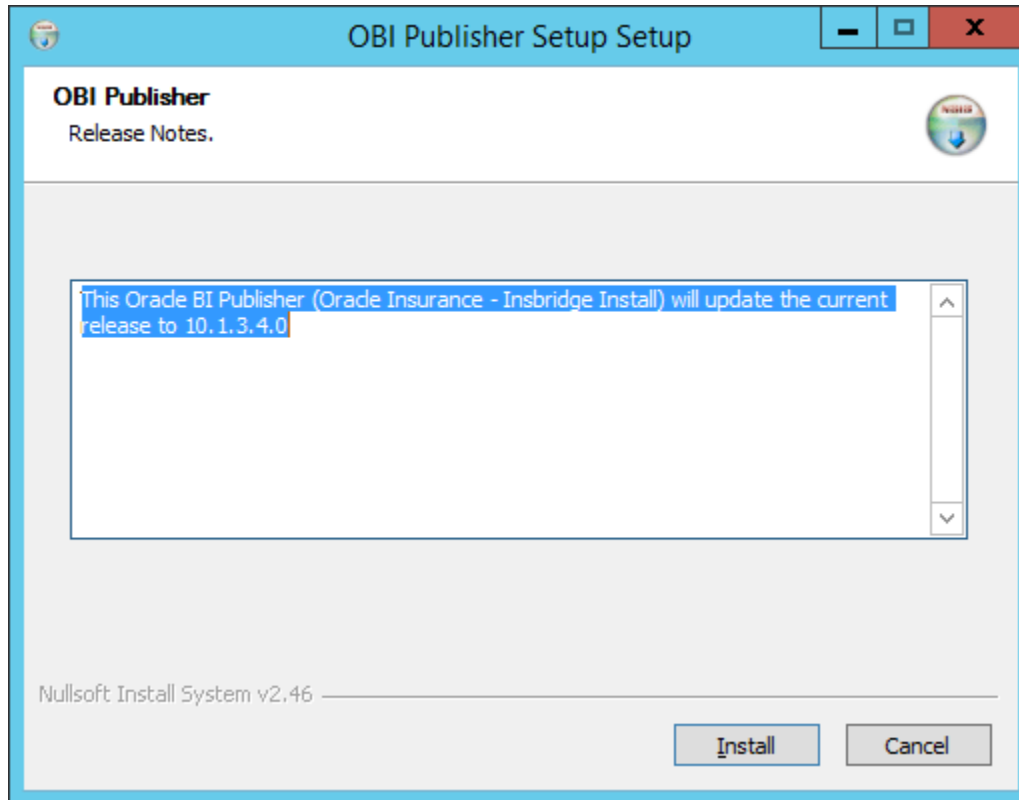 OBI Publisher Setup Setup
OBI Publisher
Release Notes.
This Oracle BI Publisher (Oracle Insurance - Insbridge Install) will update the current
release to 10.1.3.4.0
Nullsoft Install System v2.46
Install
Cancel